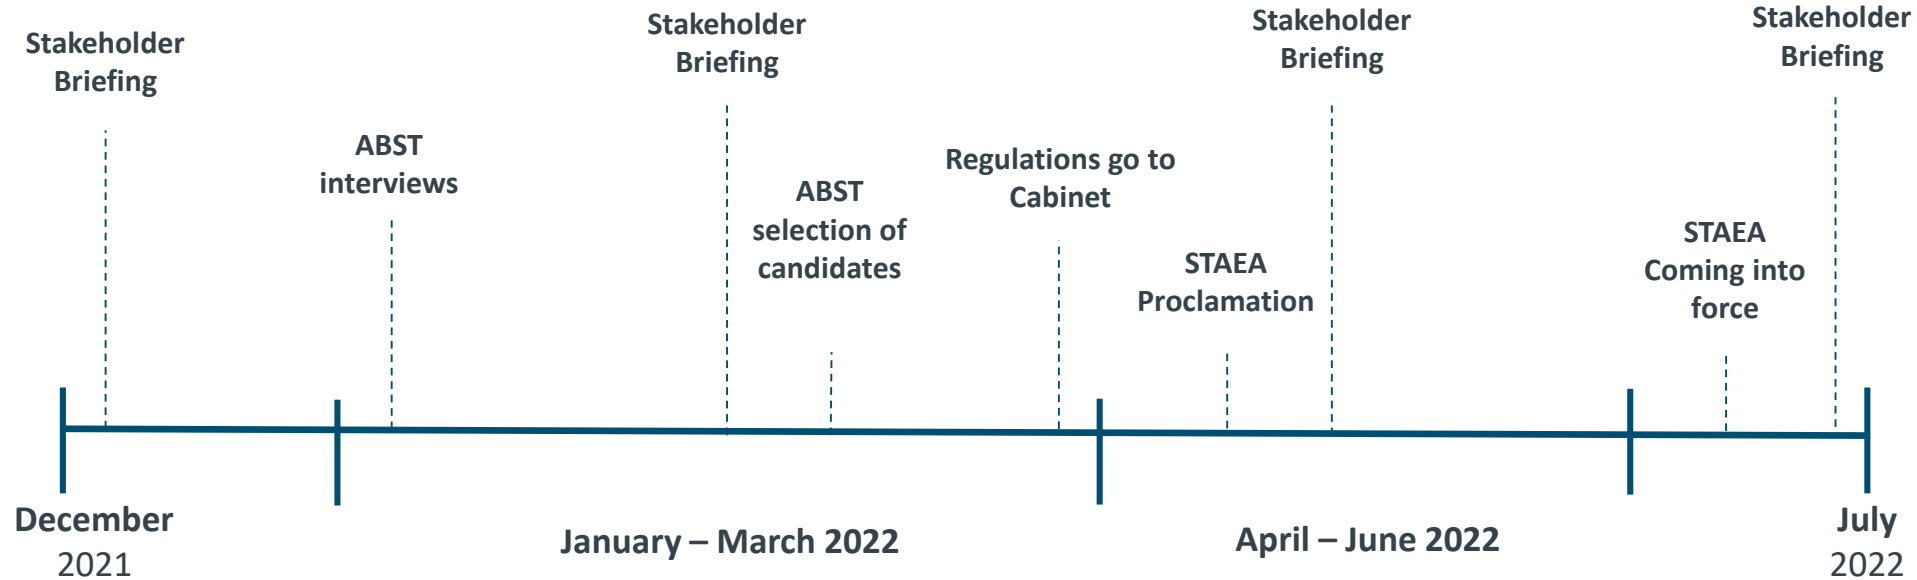 Stakeholder
Briefing
ABST
interviews
Stakeholder
Briefing
ABST
selection of
candidates
Regulations go to
Cabinet
STAEA
Proclamation
Stakeholder
Briefing
STAEA
Coming into
force
Stakeholder
Briefing
December
2021
January – March 2022
April – June 2022
July
2022